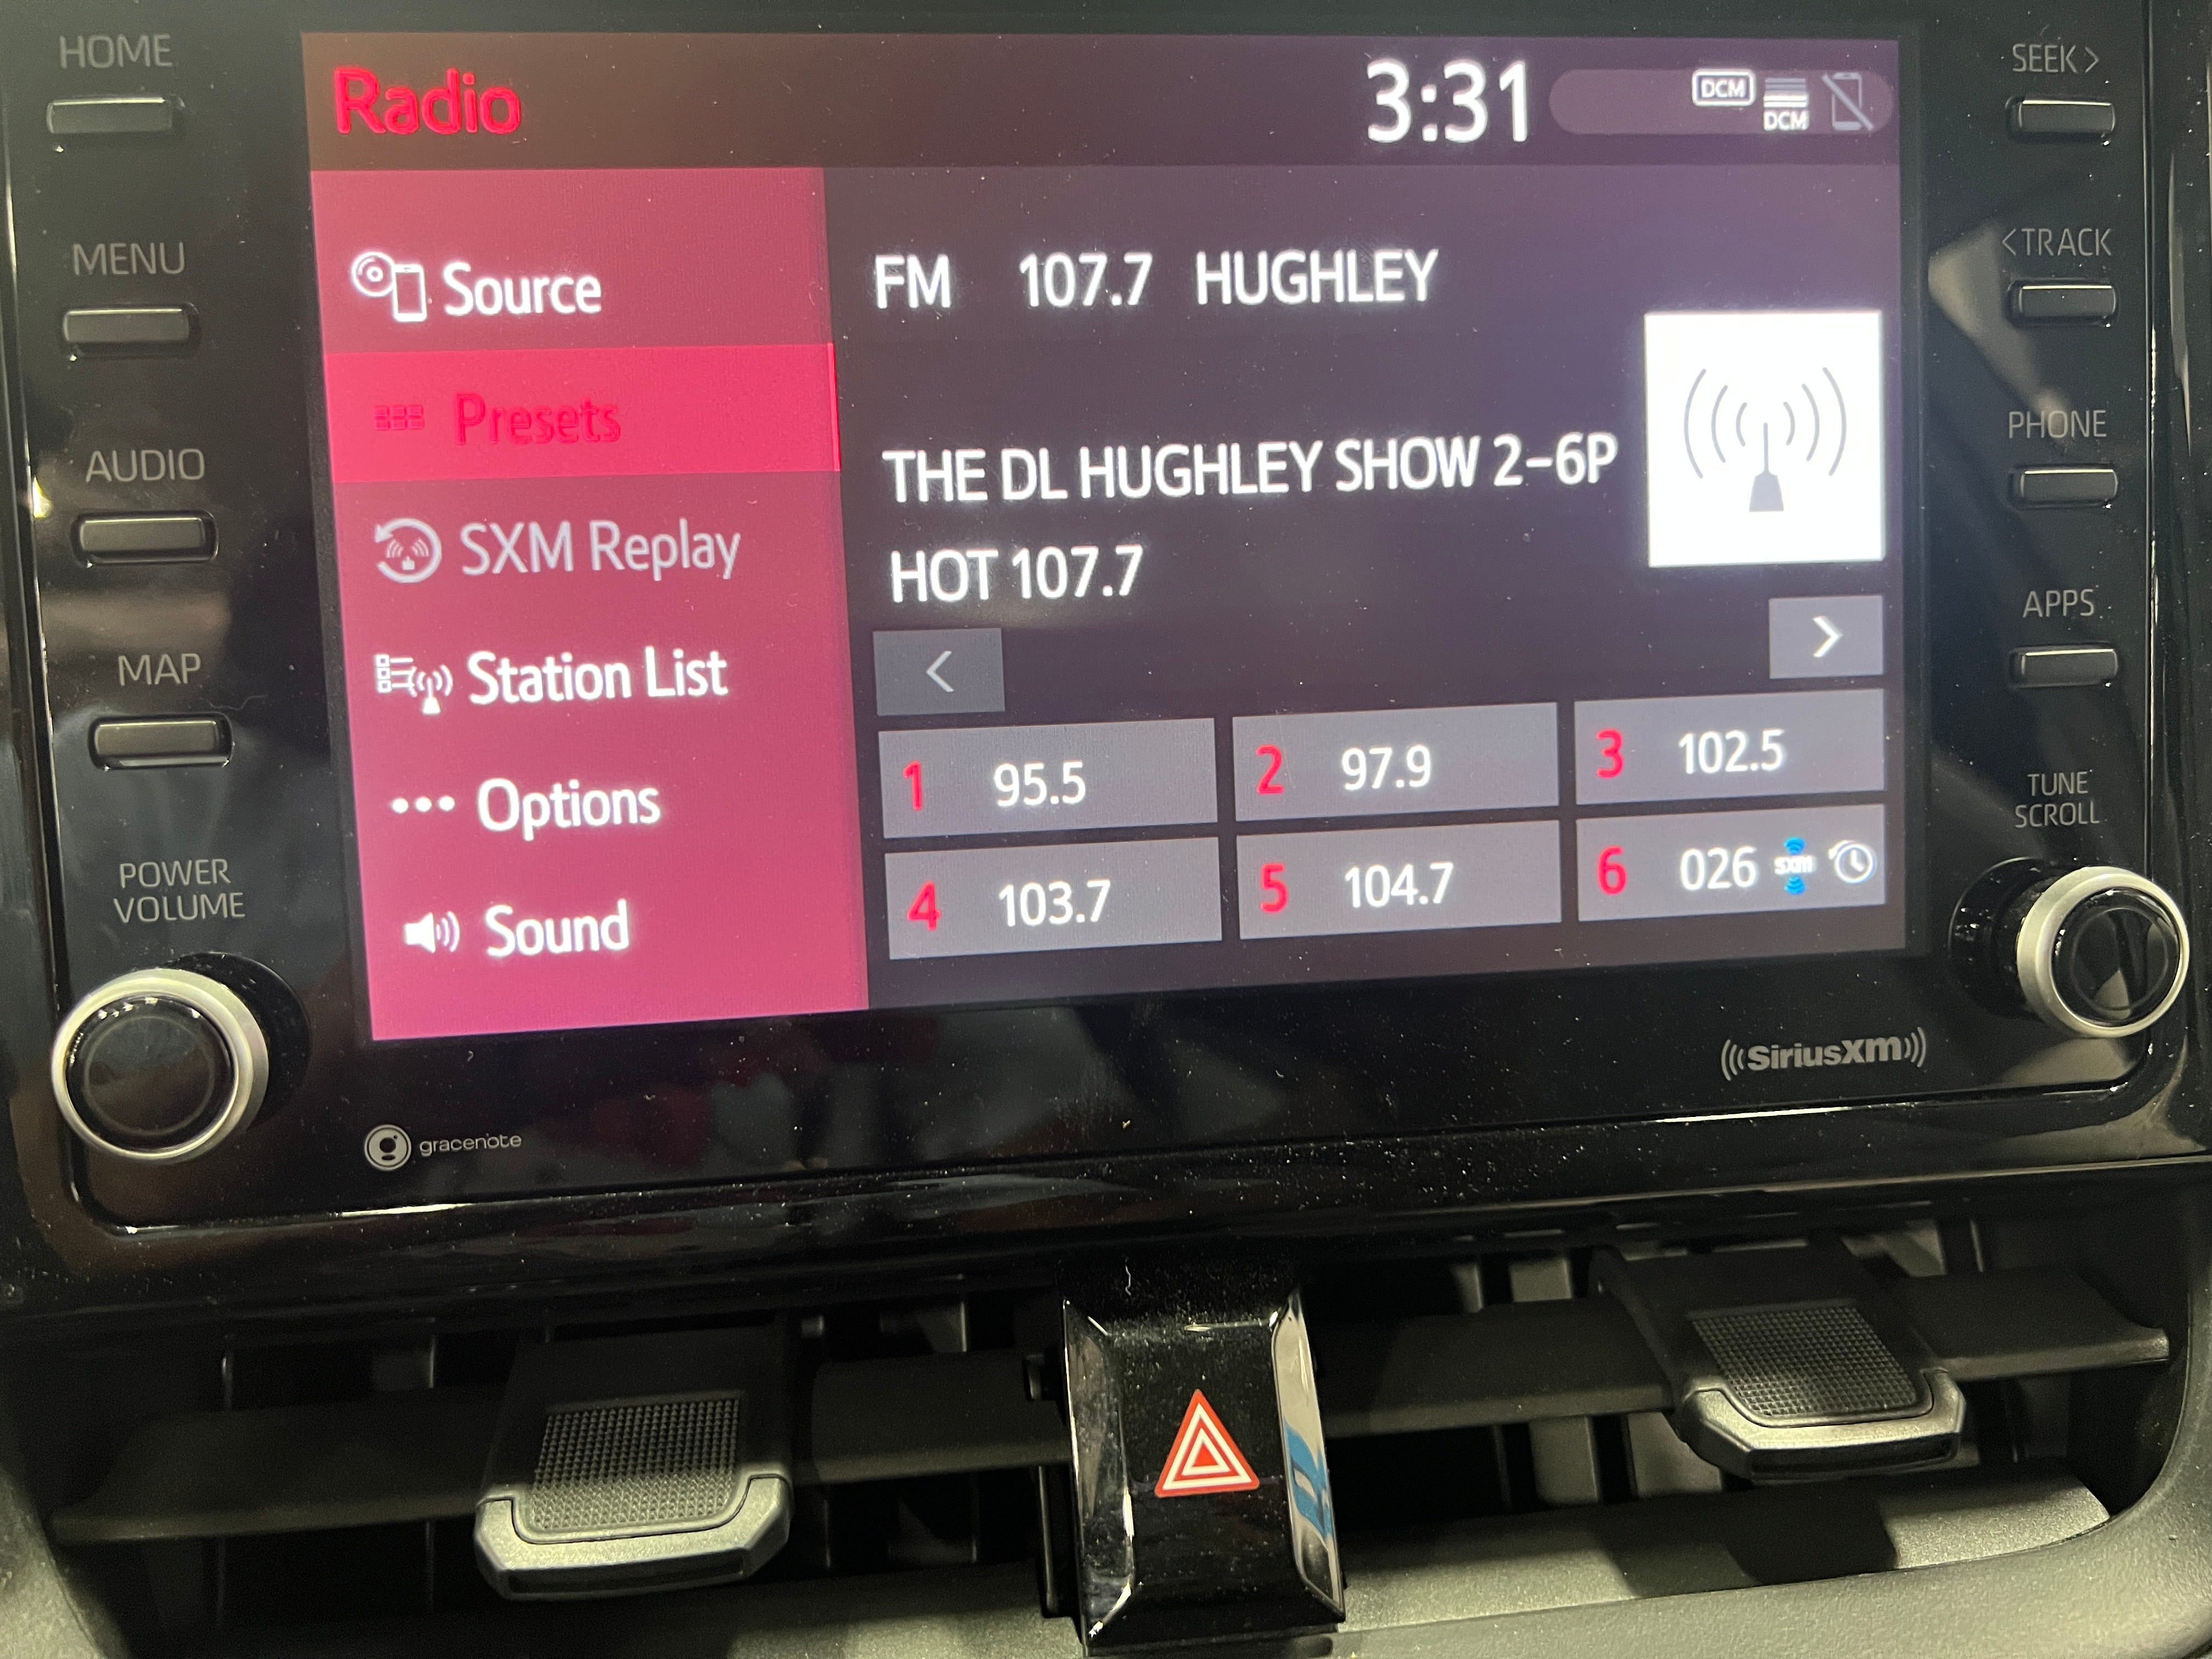 HOME
MENU
AUDIO
MAP
POWER
VOLUME
Radio
3:31
DCM
DCM
Source
Presets
SXM Replay
Station List
Options
Sound
FM 107.7 HUGHLEY
THE DL HUGHLEY SHOW 2-6P
HOT 107.7
<
>
1 95.5
2 97.9
3 102.5
4 103.7
5 104.7
6 026 SXM
SEEK >
< TRACK
PHONE
APPS
TUNE
SCROLL
gracenote
((SiriusXM))